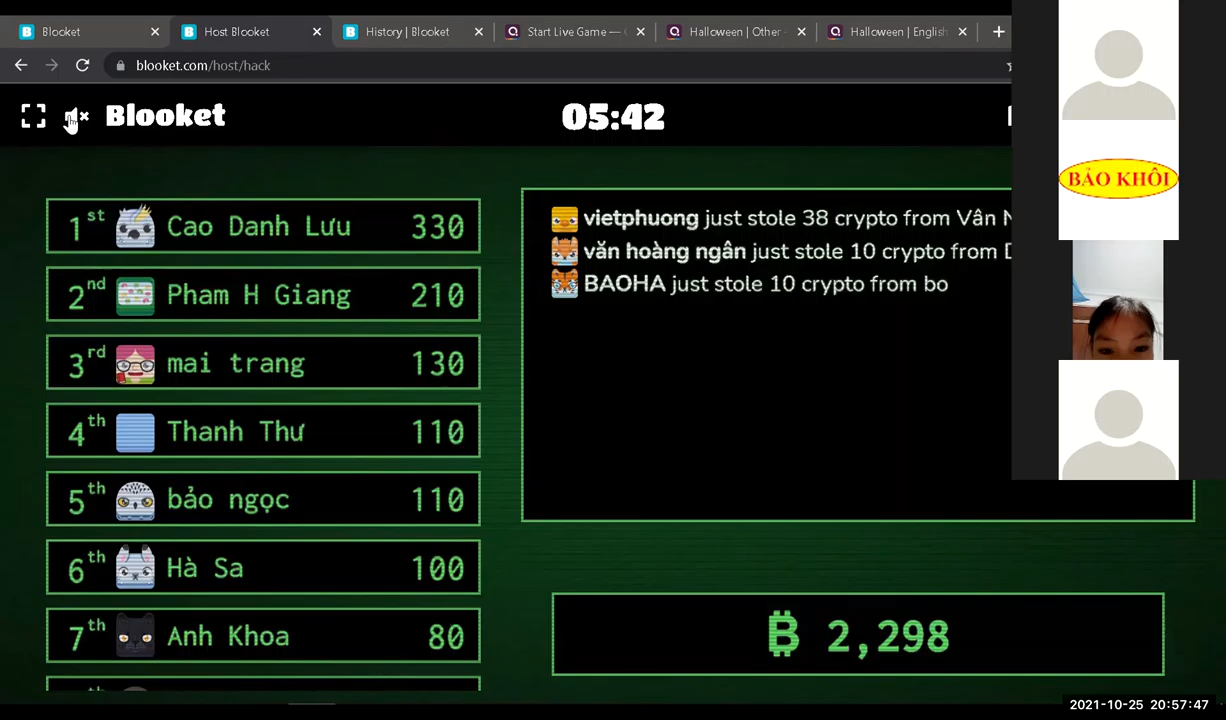 Blooket
Host Blooket
History | Blooket
Start Live Game —
Halloween | Other -
Halloween | English
blooket.com/host/hack
Blooket
05:42
1st Cao Danh Lưu 330
2nd Pham H Giang 210
3rd mai trang 130
4th Thanh Thư 110
5th bảo ngọc 110
6th Hà Sa 100
7th Anh Khoa 80
th
vietphuong just stole 38 crypto from Vân
văn hoàng ngân just stole 10 crypto from
BAOHA just stole 10 crypto from bo
₿ 2,298
BẢO KHÔI
2021-10-25 20:57:47